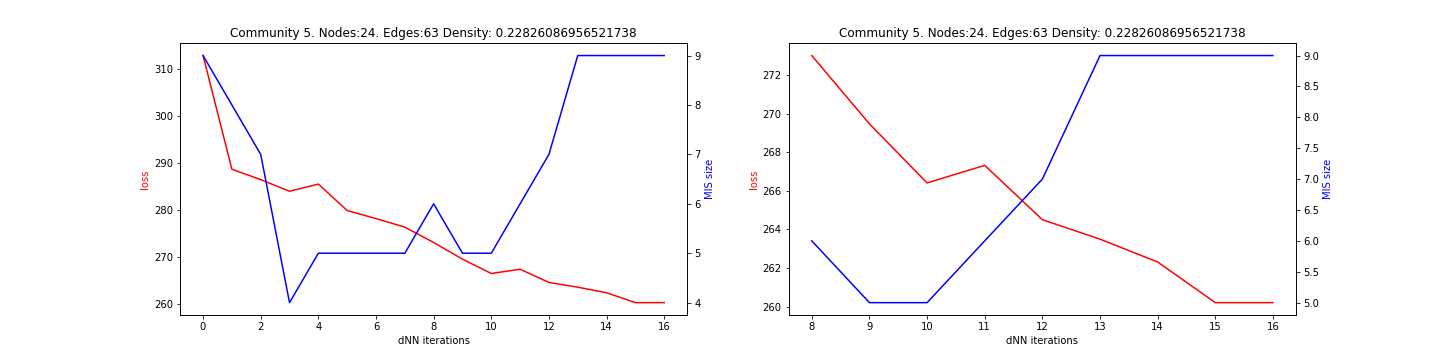 Community 5. Nodes:24. Edges:63 Density: 0.22826086956521738
310
300
290
280
270
260
loss
9
8
7
6
5
4
MIS size
0 2 4 6 8 10 12 14 16
dNN iterations
Community 5. Nodes:24. Edges:63 Density: 0.22826086956521738
272
270
268
266
264
262
260
loss
9.0
8.5
8.0
7.5
7.0
6.5
6.0
5.5
5.0
MIS size
8 9 10 11 12 13 14 15 16
dNN iterations